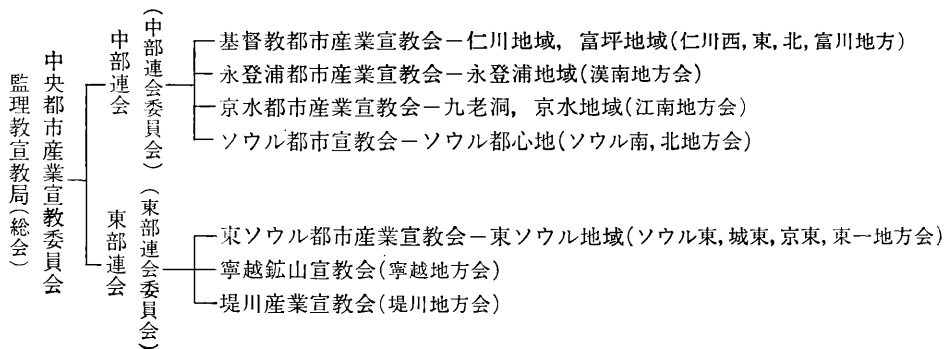 監理教宣教局(総会)
中央都市産業宣教委員会
中部連会
(中部連会委員会)
基督教都市産業宣教会－仁川地域，富坪地域(仁川西,東,北,富川地方)
永登浦都市産業宣教会－永登浦地域(漢南地方会)
京水都市産業宣教会－九老洞，京水地域(江南地方会)
ソウル都市宣教会－ソウル都心地(ソウル南,北地方会)
東部連会
(東部連会委員会)
東ソウル都市産業宣教会－東ソウル地域(ソウル東,城東,京東,東一地方会)
寧越鉱山宣教会(寧越地方会)
堤川産業宣教会(堤川地方会)